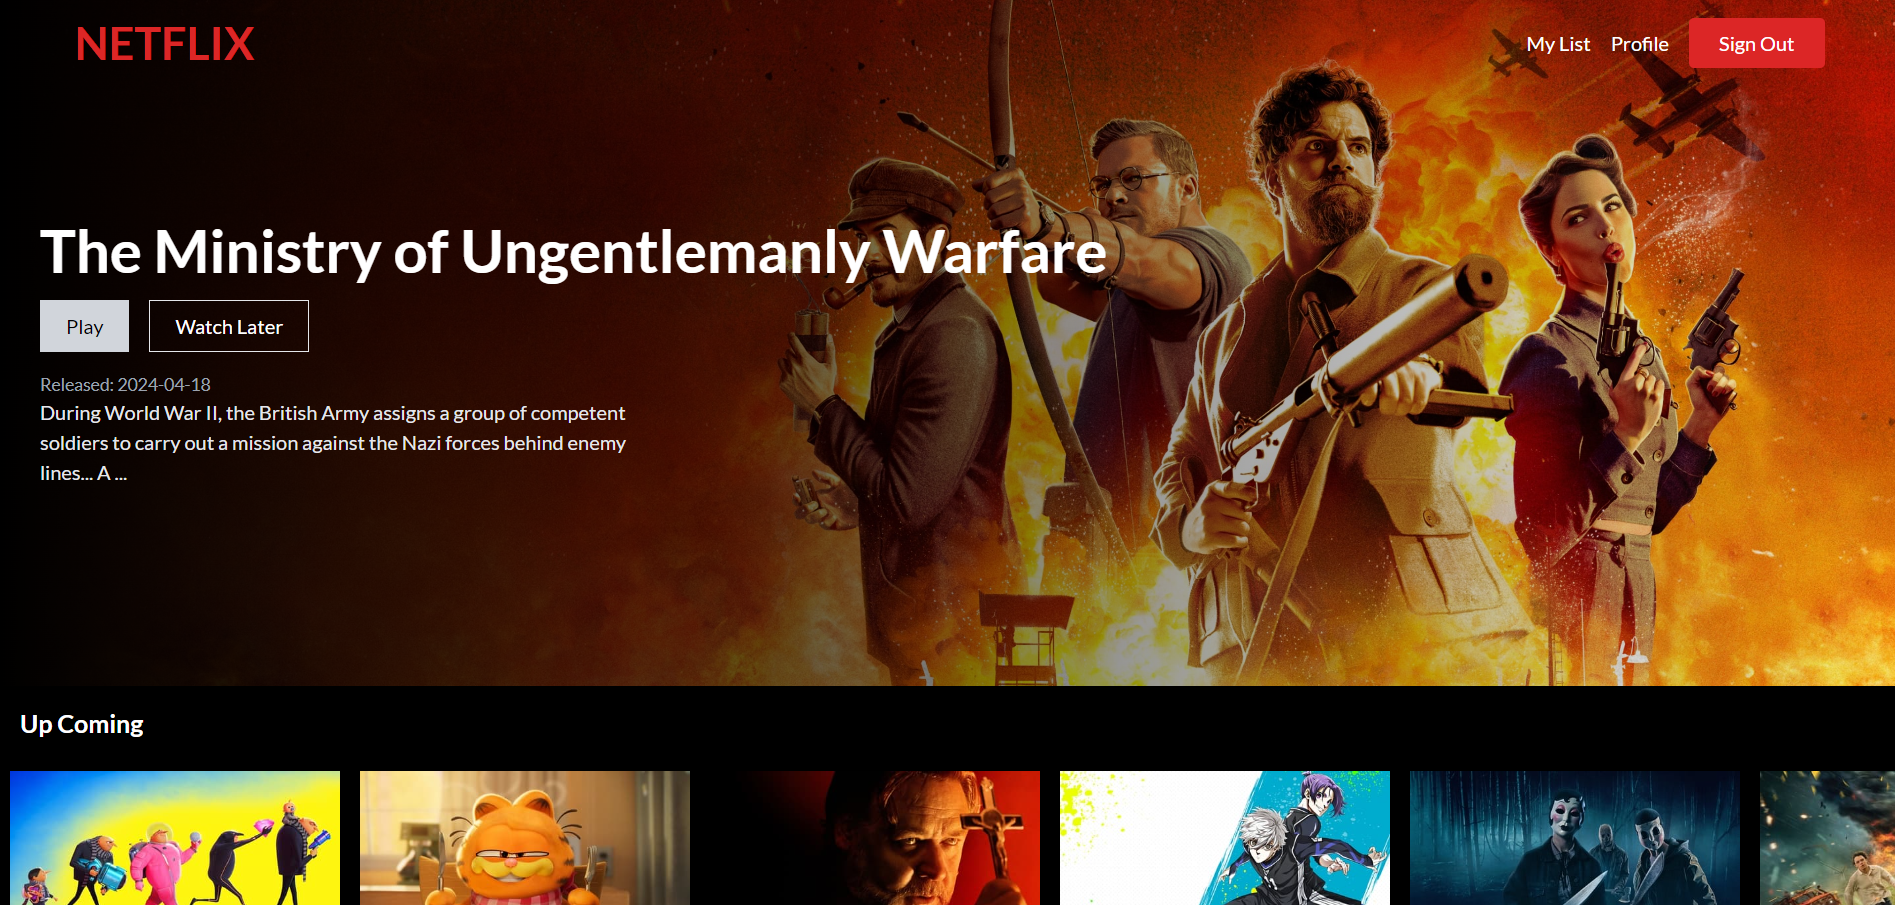 NETFLIX
My List
Profile
Sign Out
The Ministry of Ungentlemanly Warfare
Play
Watch Later
Released: 2024-04-18
During World War II, the British Army assigns a group of competent
soldiers to carry out a mission against the Nazi forces behind enemy
lines... A ...
Up Coming